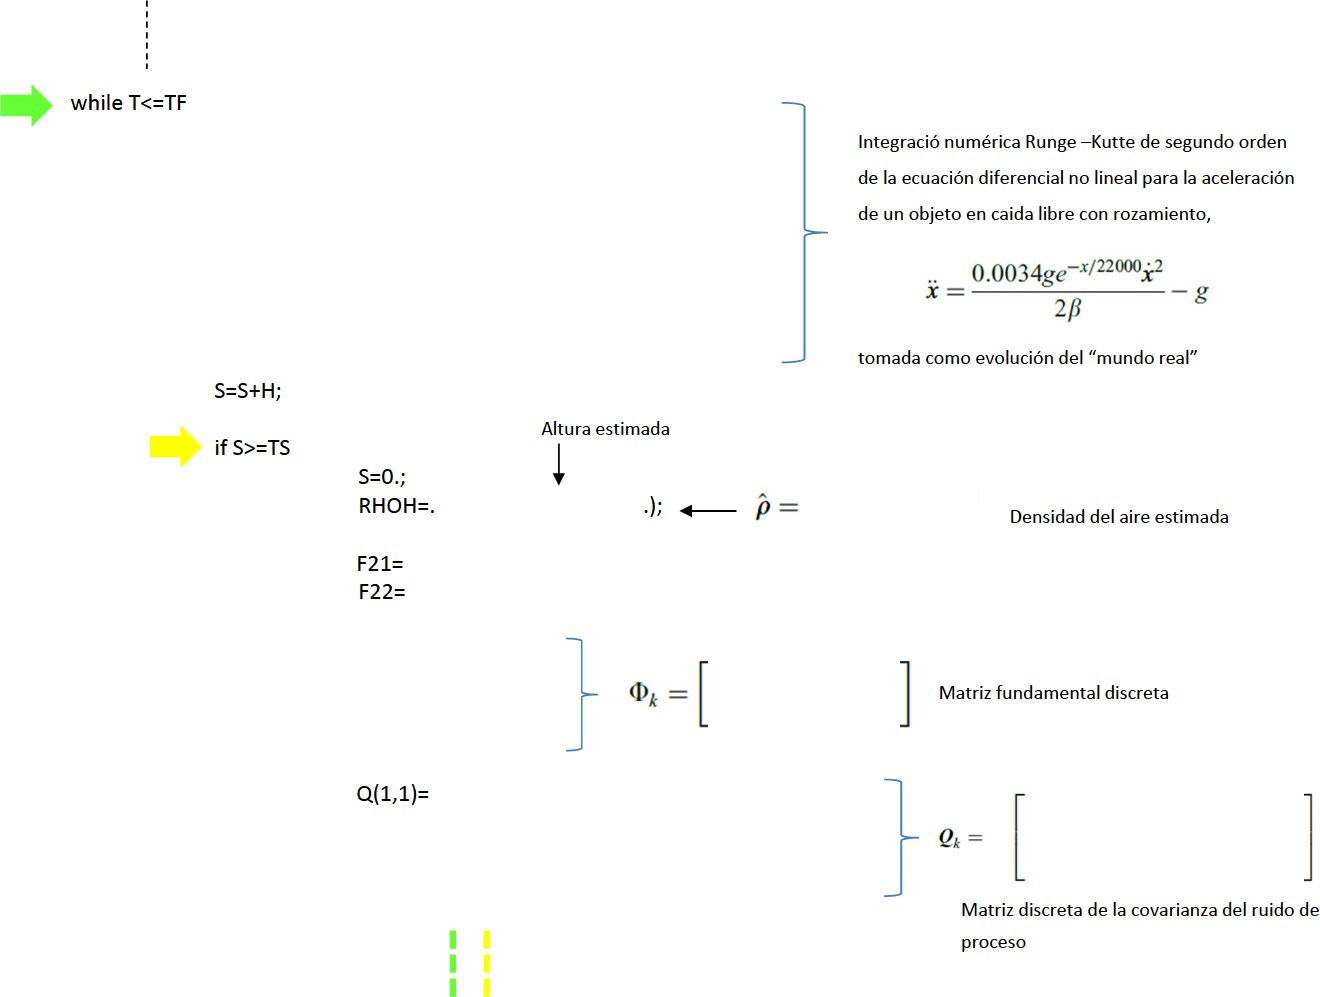 while T<=TF
Integració numérica Runge –Kutte de segundo orden
de la ecuación diferencial no lineal para la aceleración
de un objeto en caida libre con rozamiento,
ẍ = \frac{0.0034ge^{-x/22000}ẋ^2}{2β} − g
tomada como evolución del “mundo real”
S=S+H;
Altura estimada
if S>=TS
S=0.;
RHOH=. .); ρ̂ =
Densidad del aire estimada
F21=
F22=
Φ_k = [ ] Matriz fundamental discreta
Q(1,1)=
Q_k = [ ]
Matriz discreta de la covarianza del ruido de
proceso